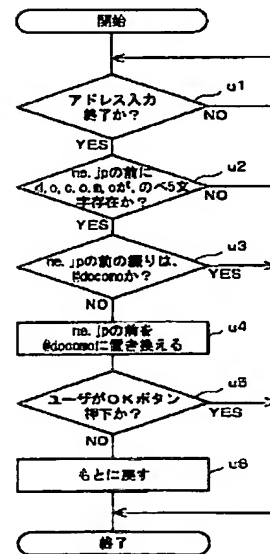 開始
アドレス入力
終了か？
u1
NO
YES
ne.jpの前に
u2
d,o,c,o,m,oが、のべ5文
字存在か？
NO
YES
ne.jpの前の綴りは、
@docomoか？
u3
YES
NO
ne.jpの前を
@docomoに置き換える
u4
ユーザがOKボタン
押下か？
u5
YES
NO
もとに戻す
u6
終了